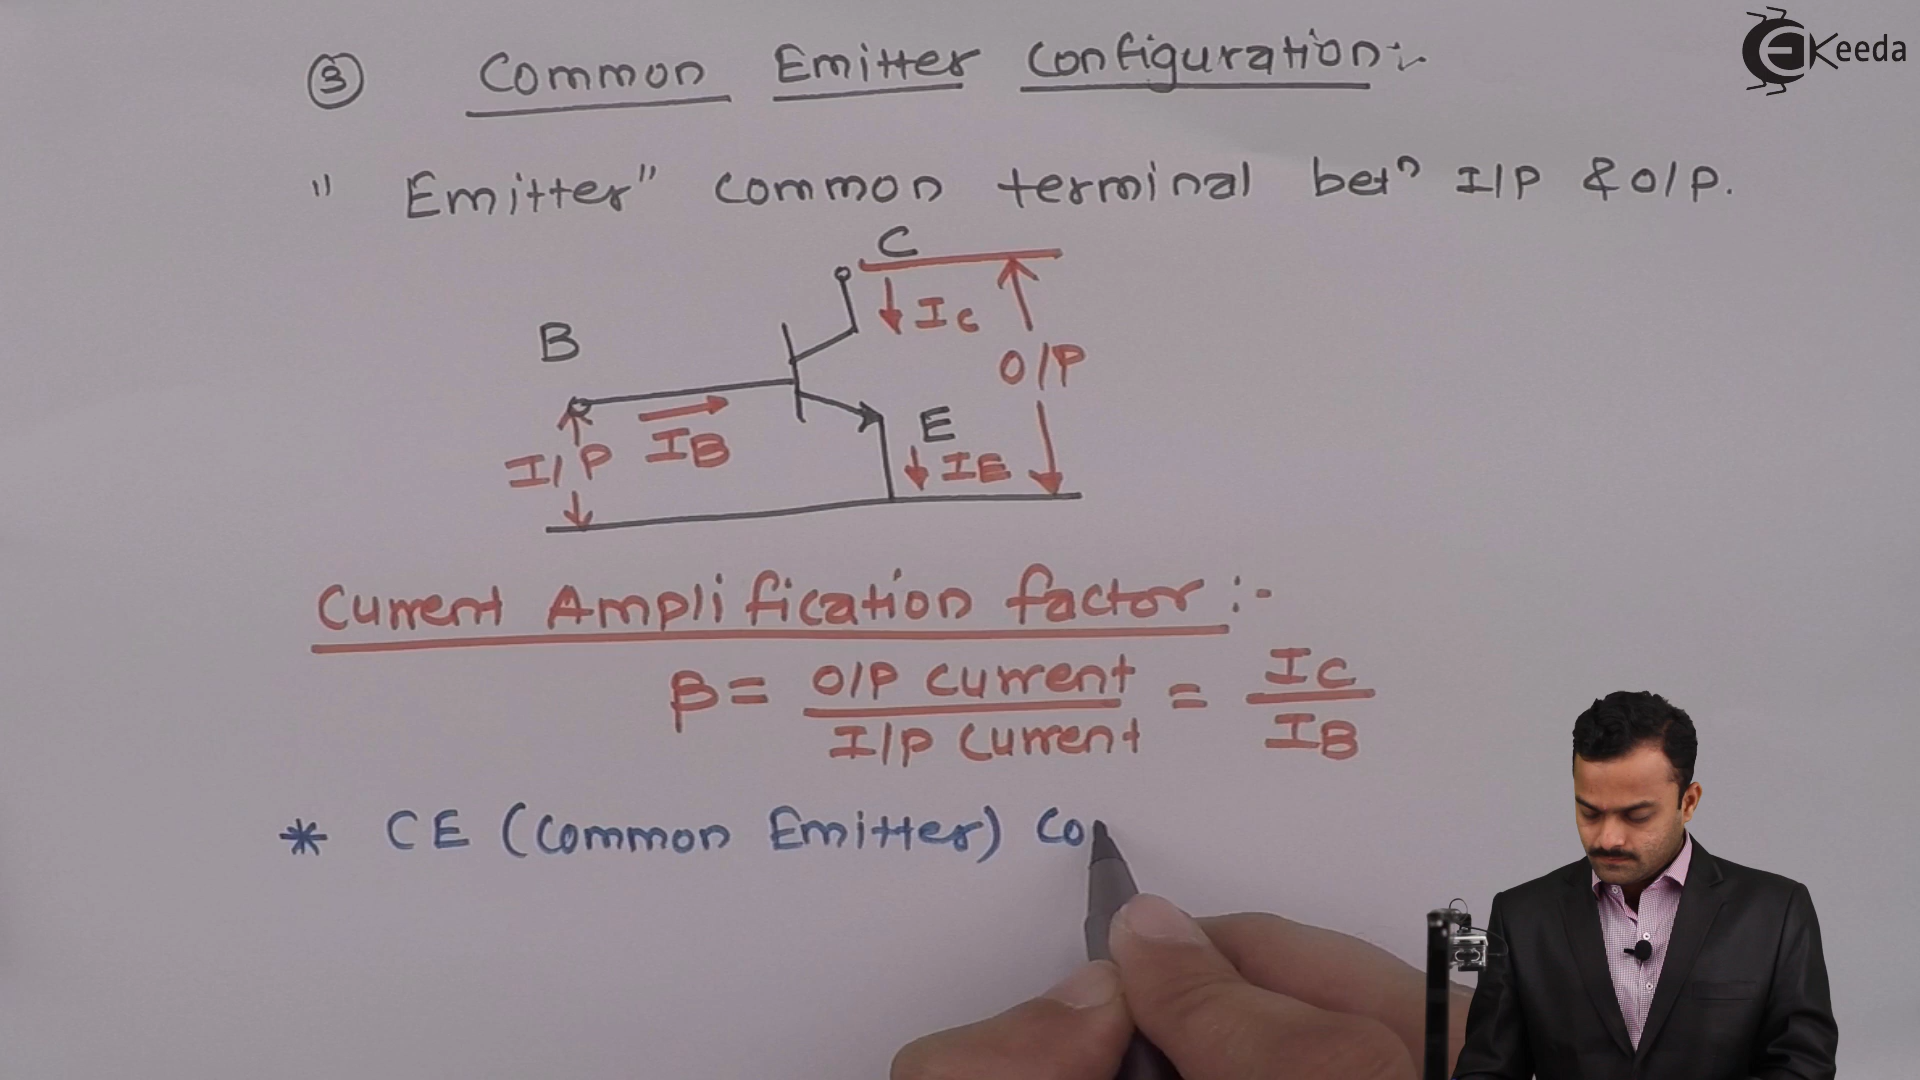 ③ Common Emitter Configuration:-
EKeeda
" Emitter" common terminal betⁿ I/P & O/P.
C
IC
B
O/P
E
IB
I/P
IE
Current Amplification factor :-
β = O/P Current / I/P Current = IC / IB
* CE (Common Emitter) Co